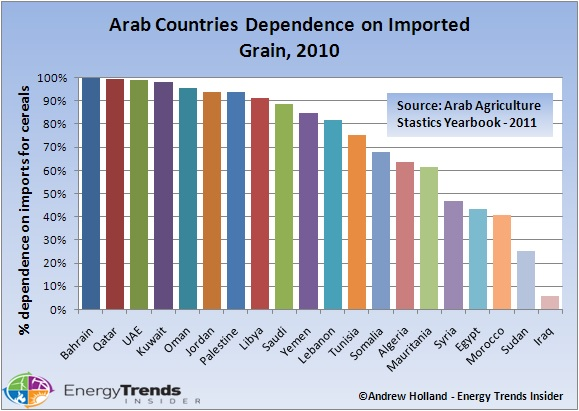 Arab Countries Dependence on Imported
Grain, 2010
Source: Arab Agriculture
Stastics Yearbook - 2011
% dependence on imports for cereals
100%
90%
80%
70%
60%
50%
40%
30%
20%
10%
0%
Bahrain
Qatar
UAE
Kuwait
Oman
Jordan
Palestine
Libya
Saudi
Yemen
Lebanon
Tunisia
Somalia
Algeria
Mauritania
Syria
Egypt
Morocco
Sudan
Iraq
EnergyTrends
INSIDER
©Andrew Holland - Energy Trends Insider